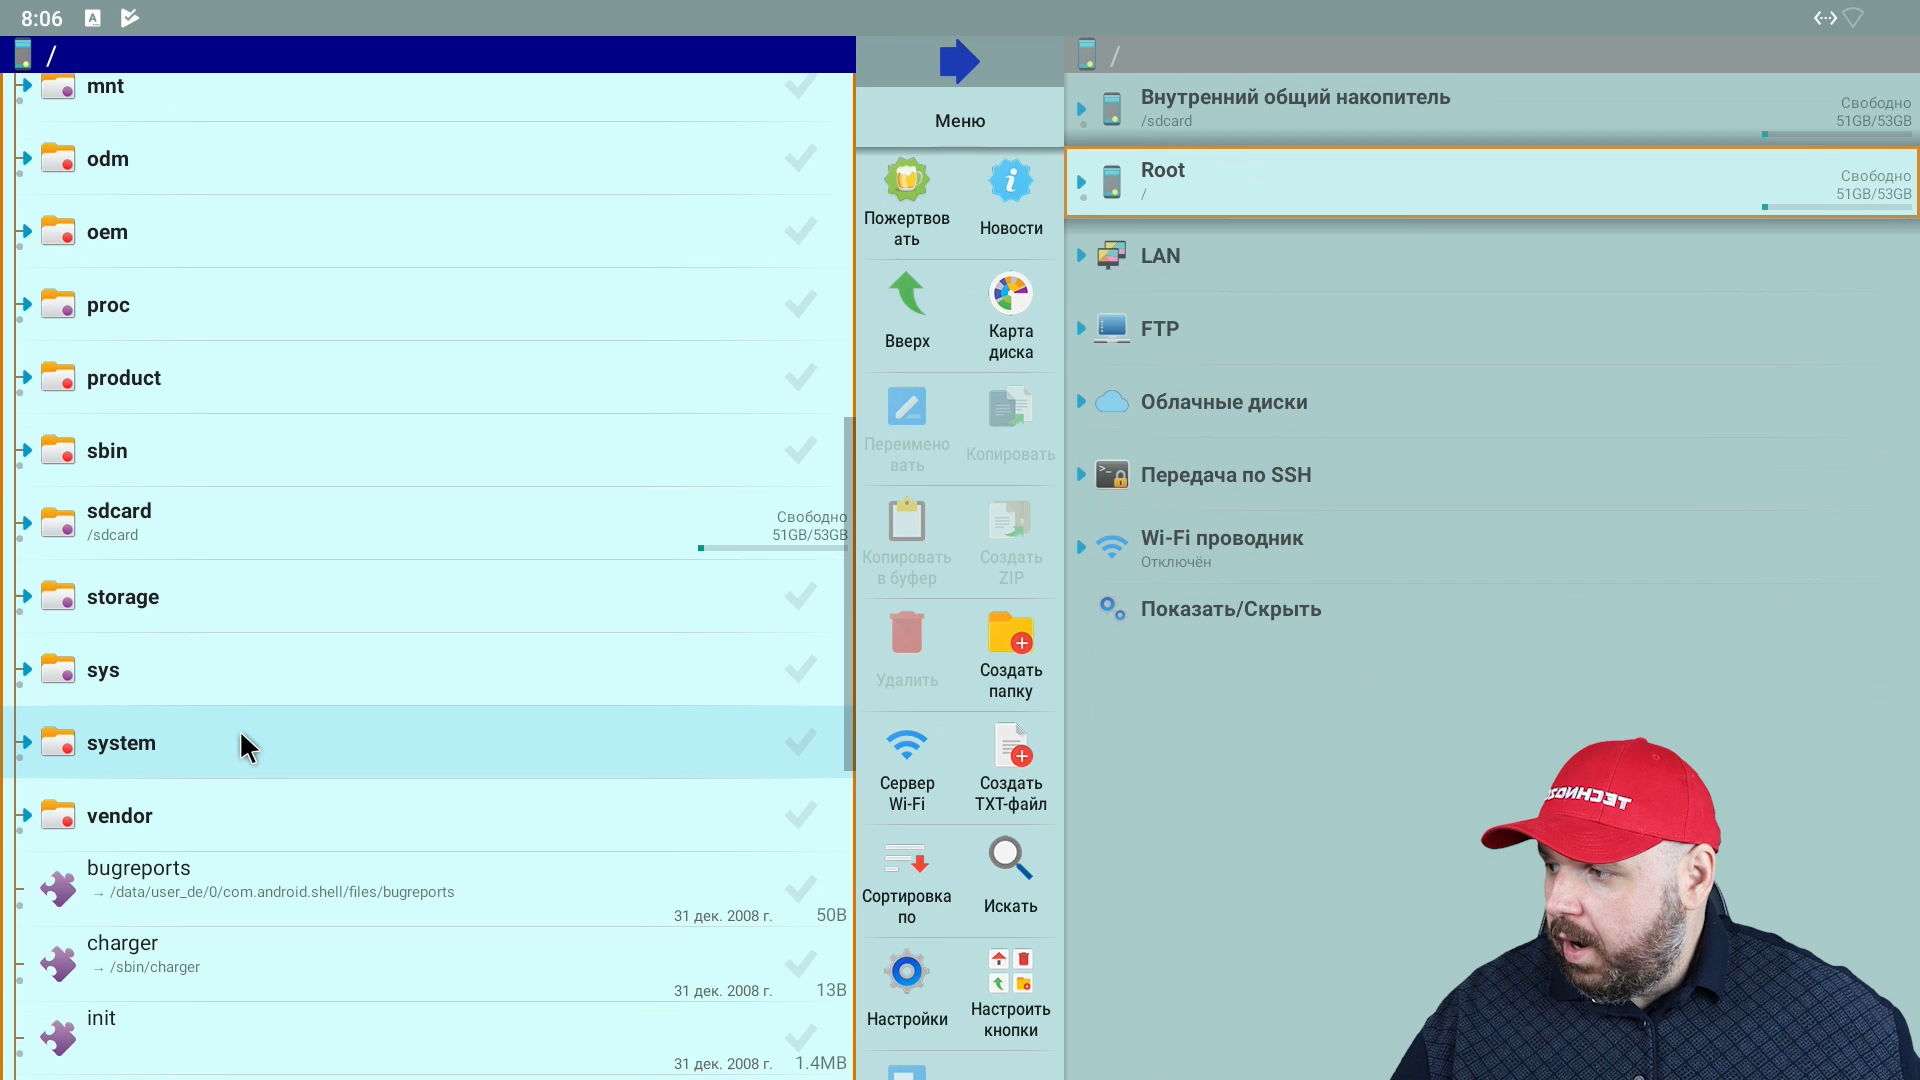 8:06
/
mnt
odm
oem
proc
product
sbin
sdcard
/sdcard
Свободно
51GB/53GB
storage
sys
system
vendor
bugreports
→ /data/user_de/0/com.android.shell/files/bugreports
31 дек. 2008 г. 50B
charger
→ /sbin/charger
31 дек. 2008 г. 13B
init
31 дек. 2008 г. 1.4MB
Меню
Пожертвов
ать
Новости
Вверх
Карта
диска
Переимено
вать
Копировать
Копировать
в буфер
Создать
ZIP
Удалить
Создать
папку
Сервер
Wi-Fi
Создать
TXT-файл
Сортировка
по
Искать
Настройки
Настроить
кнопки
/
Внутренний общий накопитель
/sdcard
Свободно
51GB/53GB
Root
/
Свободно
51GB/53GB
LAN
FTP
Облачные диски
Передача по SSH
Wi-Fi проводник
Отключён
Показать/Скрыть